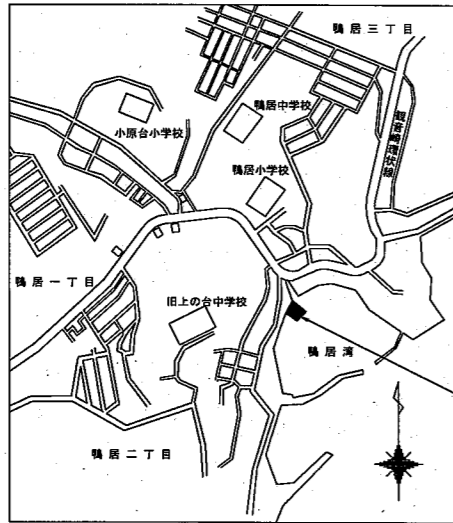 鴨居三丁目
鴨居中学校
小原台小学校
観音崎環状線
鴨居小学校
鴨居一丁目
旧上の台中学校
鴨居湾
鴨居二丁目